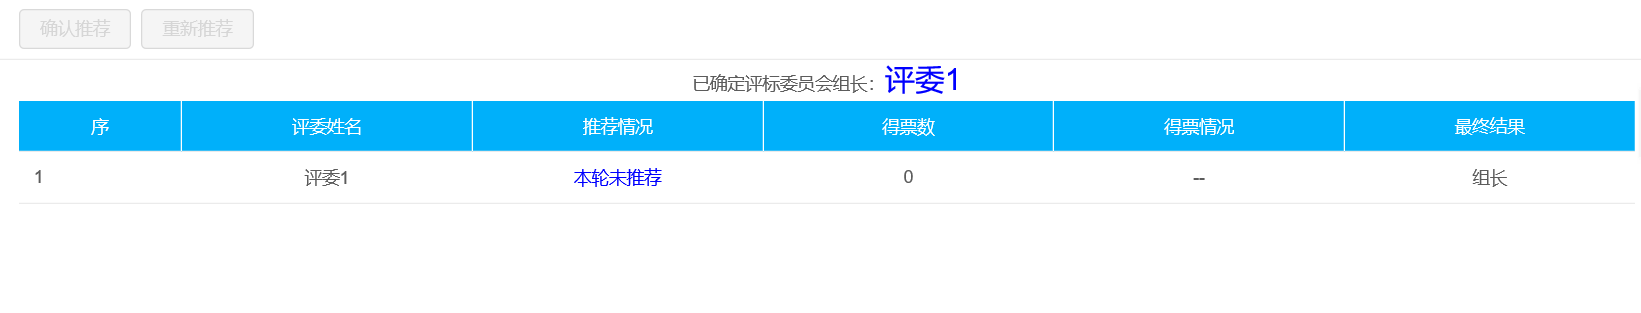 确认推荐 重新推荐
已确定评标委员会组长：评委1
序 评委姓名 推荐情况 得票数 得票情况 最终结果
1 评委1 本轮未推荐 0 -- 组长